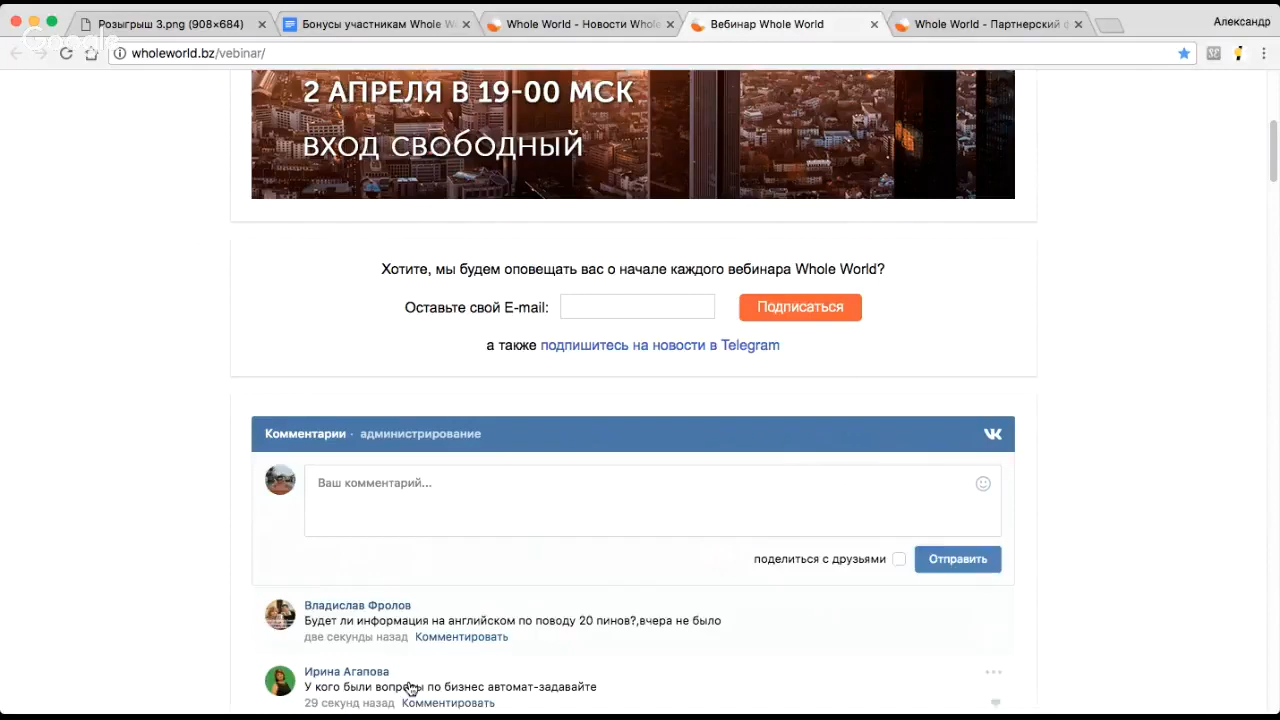 Розыгрыш 3.png (908×684)
Бонусы участникам Whole W
Whole World - Новости Whole
Вебинар Whole World
Whole World - Партнерский ф
Александр
Google
wholeworld.bz/vebinar/
2 АПРЕЛЯ В 19-00 МСК
ВХОД СВОБОДНЫЙ
Хотите, мы будем оповещать вас о начале каждого вебинара Whole World?
Оставьте свой E-mail:
Подписаться
а также подпишитесь на новости в Telegram
Комментарии · администрирование
Ваш комментарий...
поделиться с друзьями
Отправить
Владислав Фролов
Будет ли информация на английском по поводу 20 пинов?,вчера не было
две секунды назад Комментировать
Ирина Агапова
У кого были вопросы по бизнес автомат-задавайте
29 секунд назад Комментировать